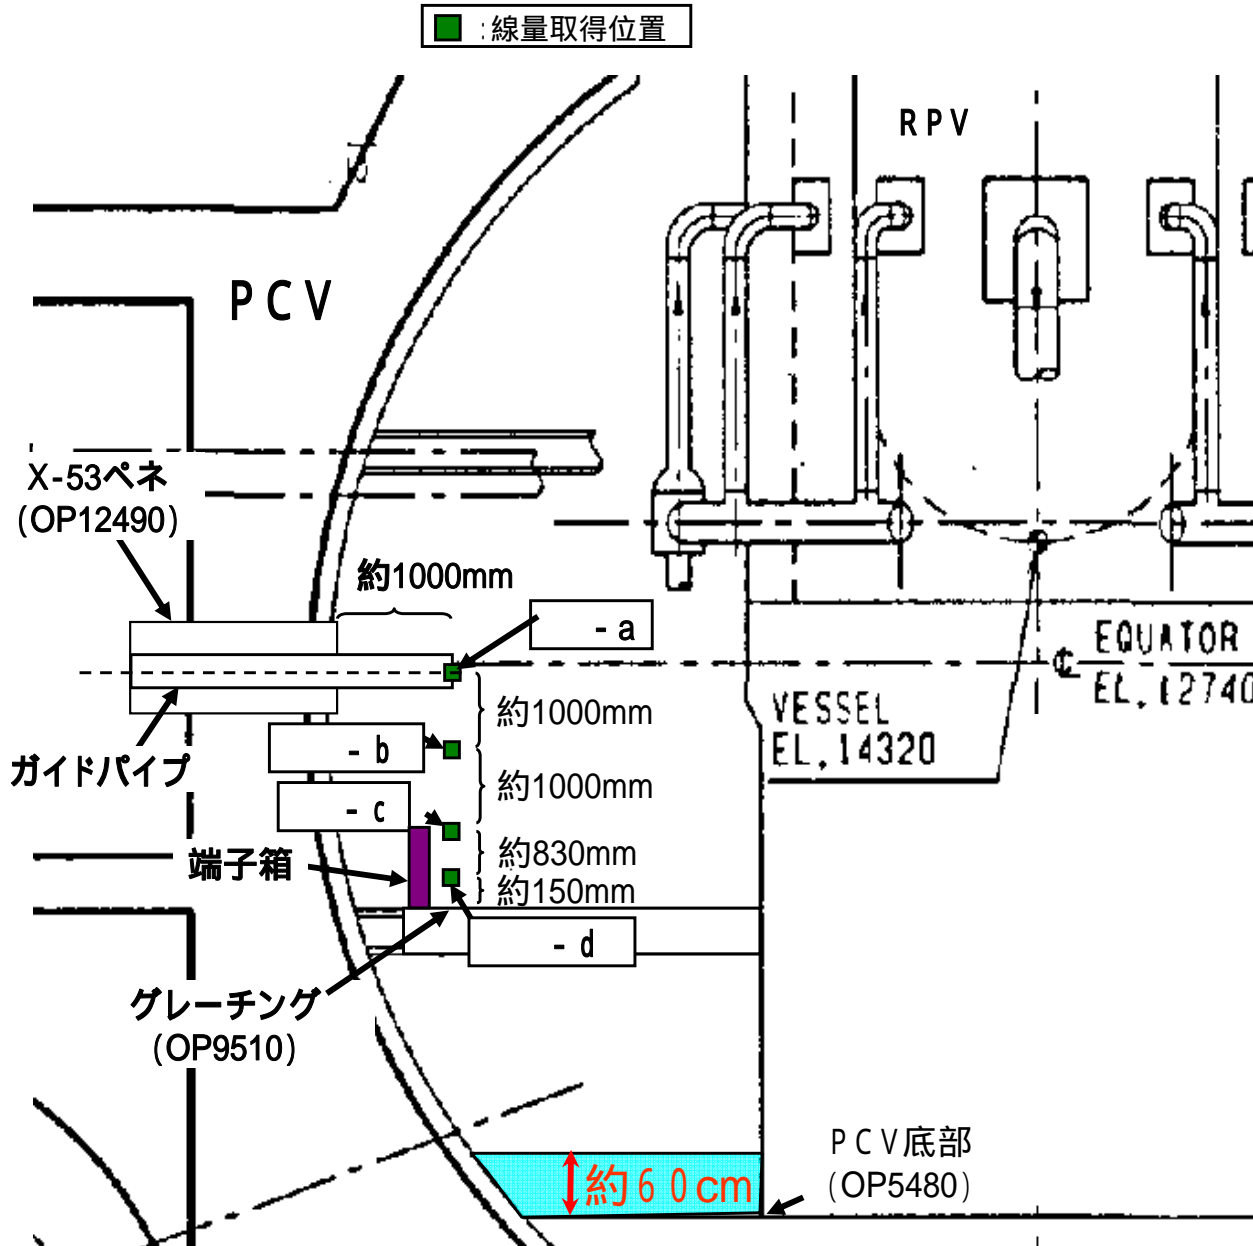 :線量取得位置
RPV
PCV
X-53ペネ
(OP12490)
約1000mm
- a
EQUATOR
EL.12740
約1000mm
VESSEL
EL.14320
- b
ガイドパイプ
約1000mm
- c
約830mm
端子箱
約150mm
- d
グレーチング
(OP9510)
PCV底部
(OP5480)
約60cm